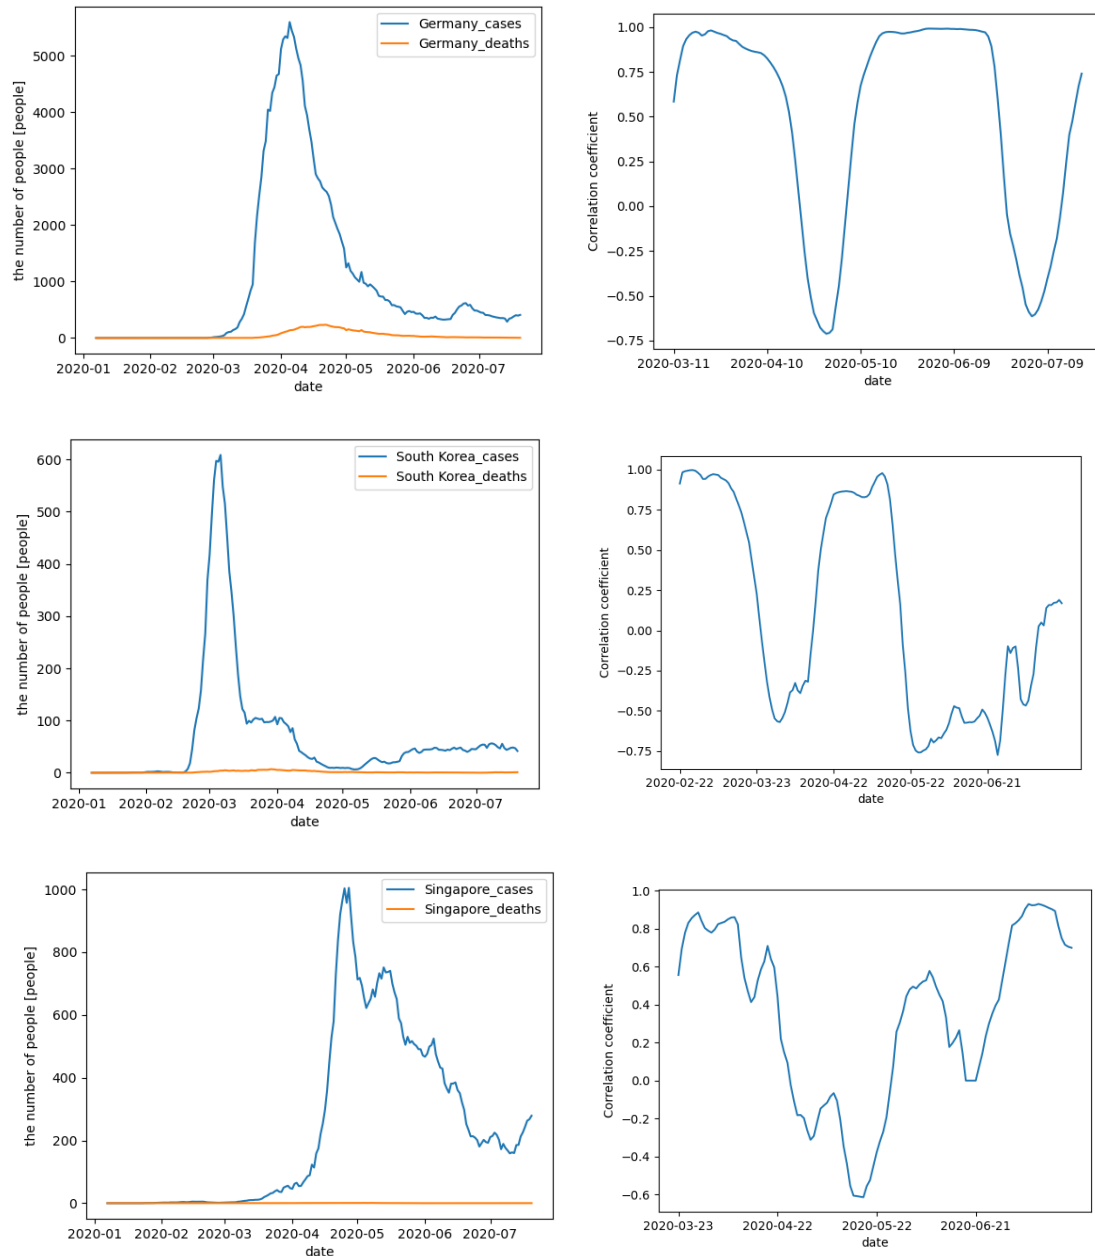 Germany_cases
Germany_deaths
the number of people [people]
5000
4000
3000
2000
1000
0
2020-01 2020-02 2020-03 2020-04 2020-05 2020-06 2020-07
date
Correlation coefficient
1.00
0.75
0.50
0.25
0.00
−0.25
−0.50
−0.75
2020-03-11 2020-04-10 2020-05-10 2020-06-09 2020-07-09
date
South Korea_cases
South Korea_deaths
the number of people [people]
600
500
400
300
200
100
0
2020-01 2020-02 2020-03 2020-04 2020-05 2020-06 2020-07
date
Correlation coefficient
1.00
0.75
0.50
0.25
0.00
−0.25
−0.50
−0.75
2020-02-22 2020-03-23 2020-04-22 2020-05-22 2020-06-21
date
Singapore_cases
Singapore_deaths
the number of people [people]
1000
800
600
400
200
0
2020-01 2020-02 2020-03 2020-04 2020-05 2020-06 2020-07
date
Correlation coefficient
1.0
0.8
0.6
0.4
0.2
0.0
−0.2
−0.4
−0.6
2020-03-23 2020-04-22 2020-05-22 2020-06-21
date